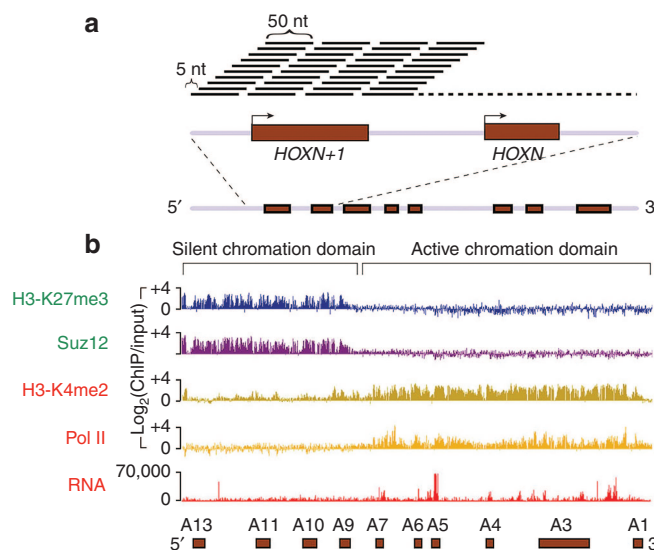 a
50 nt
5 nt
HOXN+1
HOXN
5′
3
b
Silent chromation domain
Active chromation domain
H3-K27me3
+4
0
Suz12
+4
0
H3-K4me2
+4
0
Pol II
+4
0
Log2(ChIP/input)
RNA
70,000
0
A13 A11 A10 A9 A7 A6 A5 A4 A3 A1
5′
3